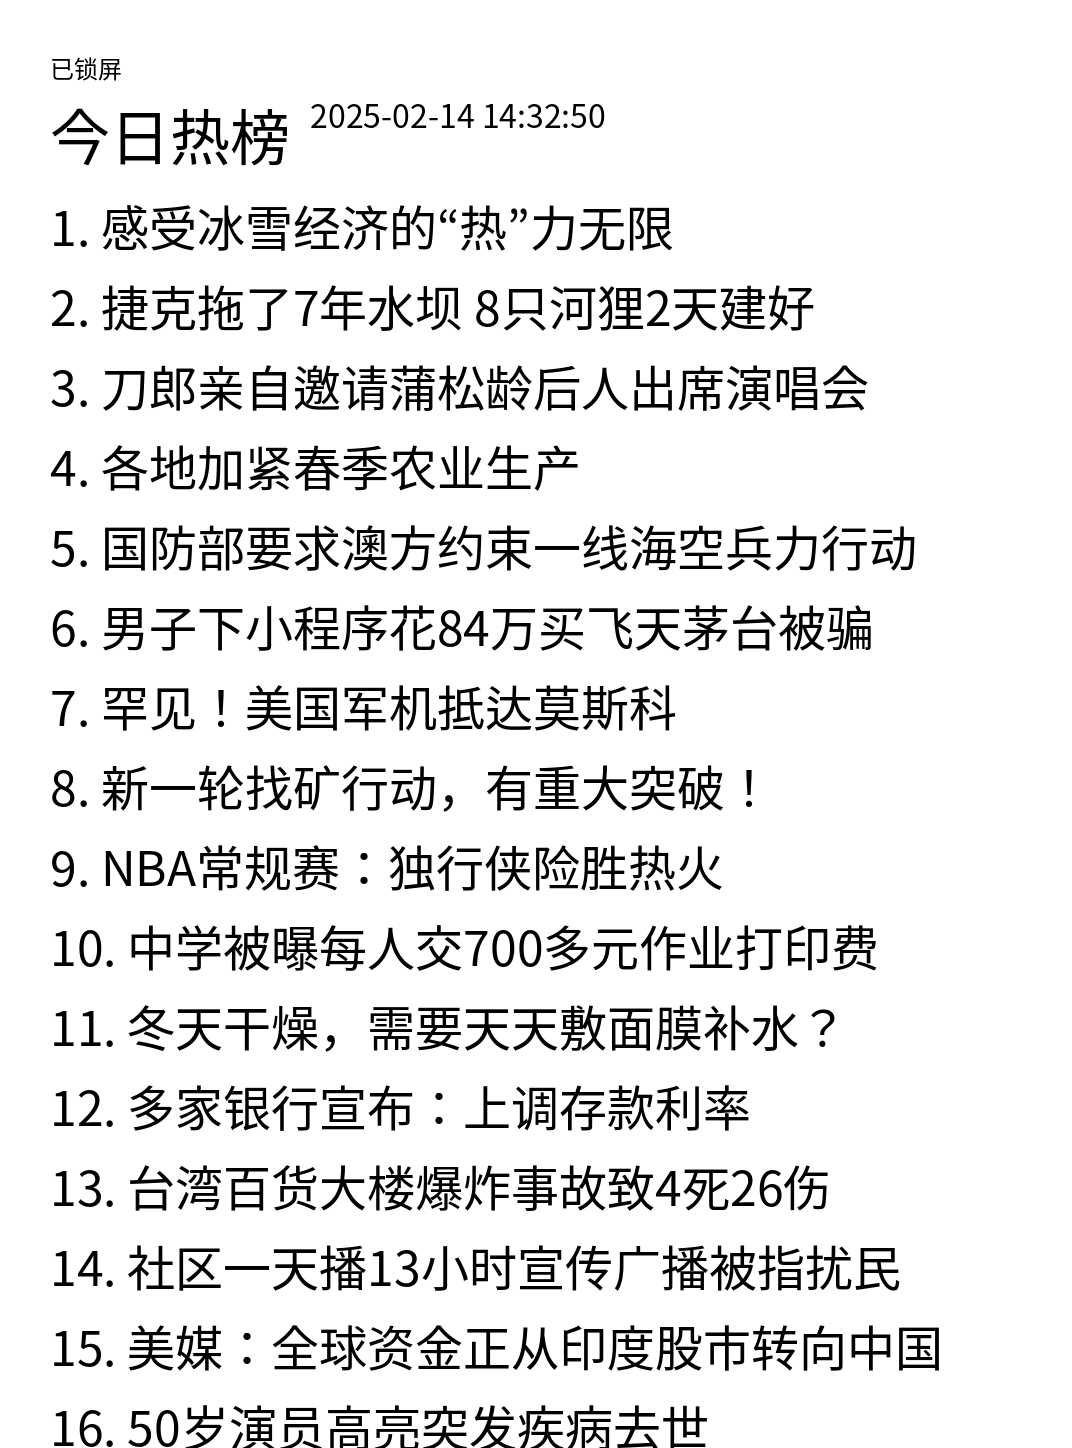 已锁屏
今日热榜 2025-02-14 14:32:50
1. 感受冰雪经济的“热”力无限
2. 捷克拖了7年水坝 8只河狸2天建好
3. 刀郎亲自邀请蒲松龄后人出席演唱会
4. 各地加紧春季农业生产
5. 国防部要求澳方约束一线海空兵力行动
6. 男子下小程序花84万买飞天茅台被骗
7. 罕见！美国军机抵达莫斯科
8. 新一轮找矿行动，有重大突破！
9. NBA常规赛：独行侠险胜热火
10. 中学被曝每人交700多元作业打印费
11. 冬天干燥，需要天天敷面膜补水？
12. 多家银行宣布：上调存款利率
13. 台湾百货大楼爆炸事故致4死26伤
14. 社区一天播13小时宣传广播被指扰民
15. 美媒：全球资金正从印度股市转向中国
16. 50岁演员高亮突发疾病去世